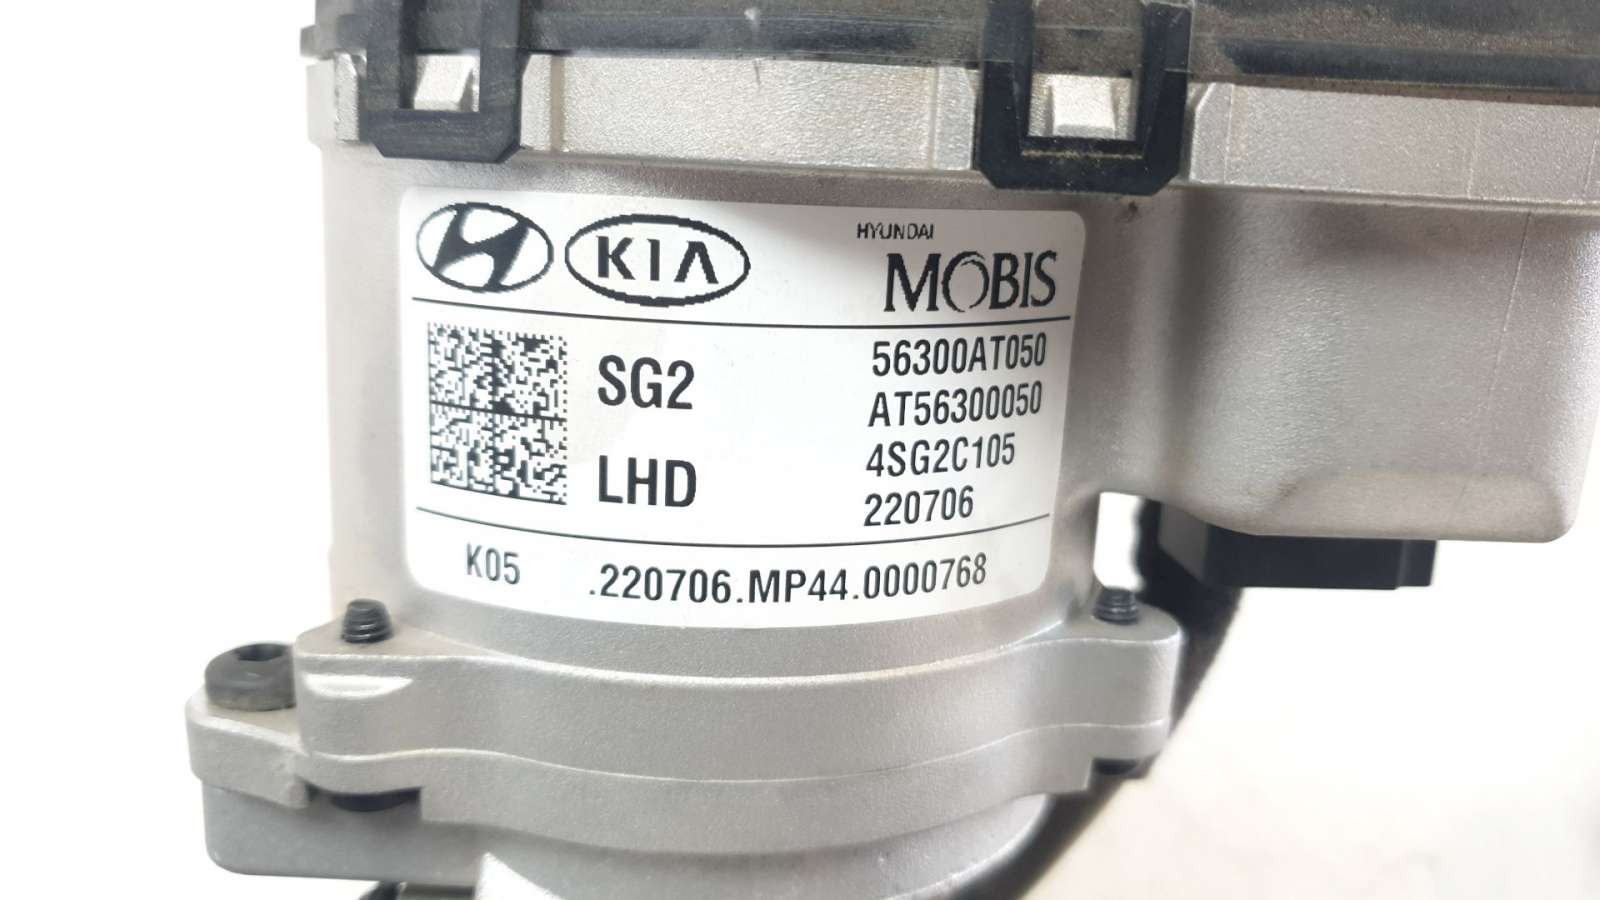 KIA
HYUNDAI
MOBIS
SG2
LHD
56300AT050
AT56300050
4SG2C105
220706
K05 .220706.MP44.0000768